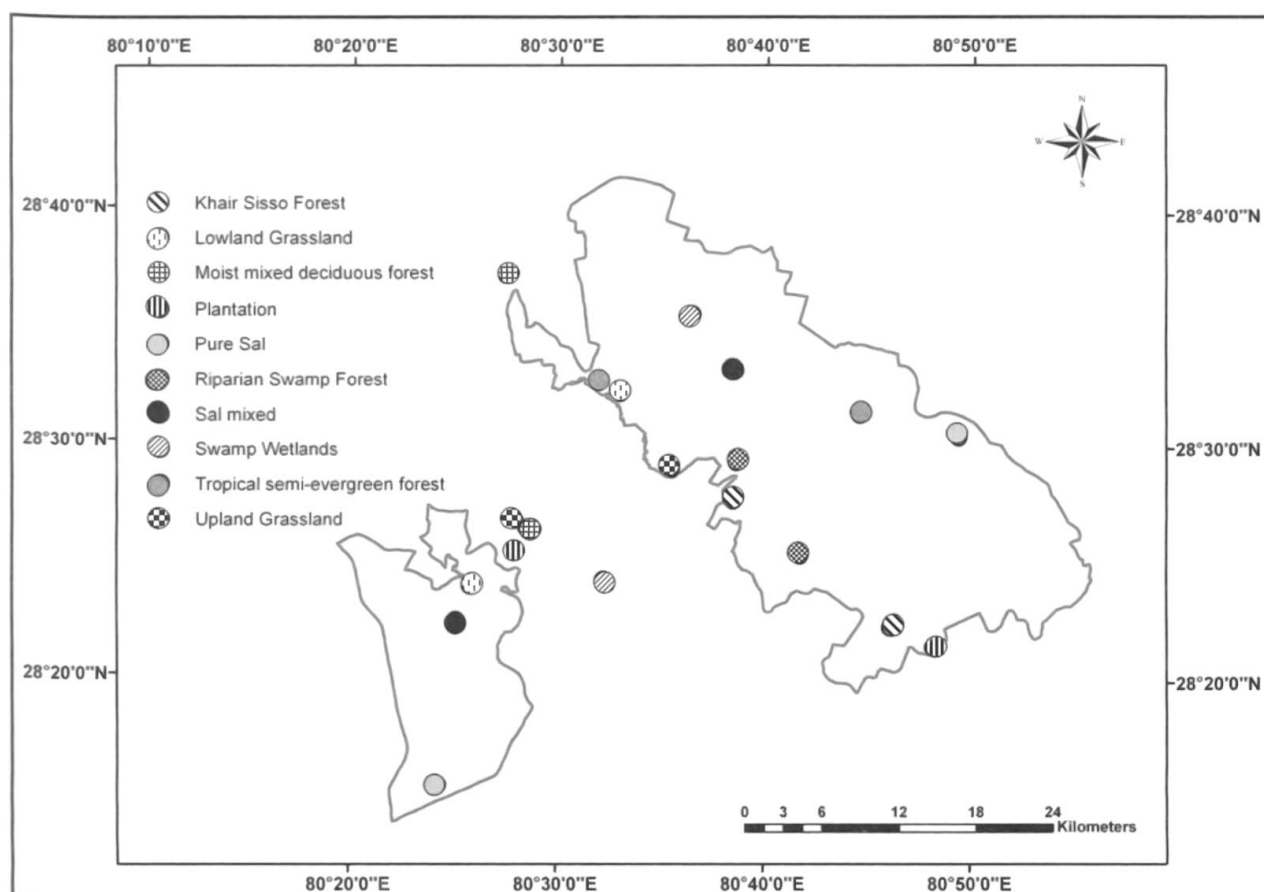 80°10'0"E 80°20'0"E 80°30'0"E 80°40'0"E 80°50'0"E
N
W E
S
28°40'0"N 28°40'0"N
Khair Sisso Forest
Lowland Grassland
Moist mixed deciduous forest
Plantation
Pure Sal
Riparian Swamp Forest
28°30'0"N 28°30'0"N
Sal mixed
Swamp Wetlands
Tropical semi-evergreen forest
Upland Grassland
28°20'0"N 28°20'0"N
0 3 6 12 18 24
Kilometers
80°20'0"E 80°30'0"E 80°40'0"E 80°50'0"E